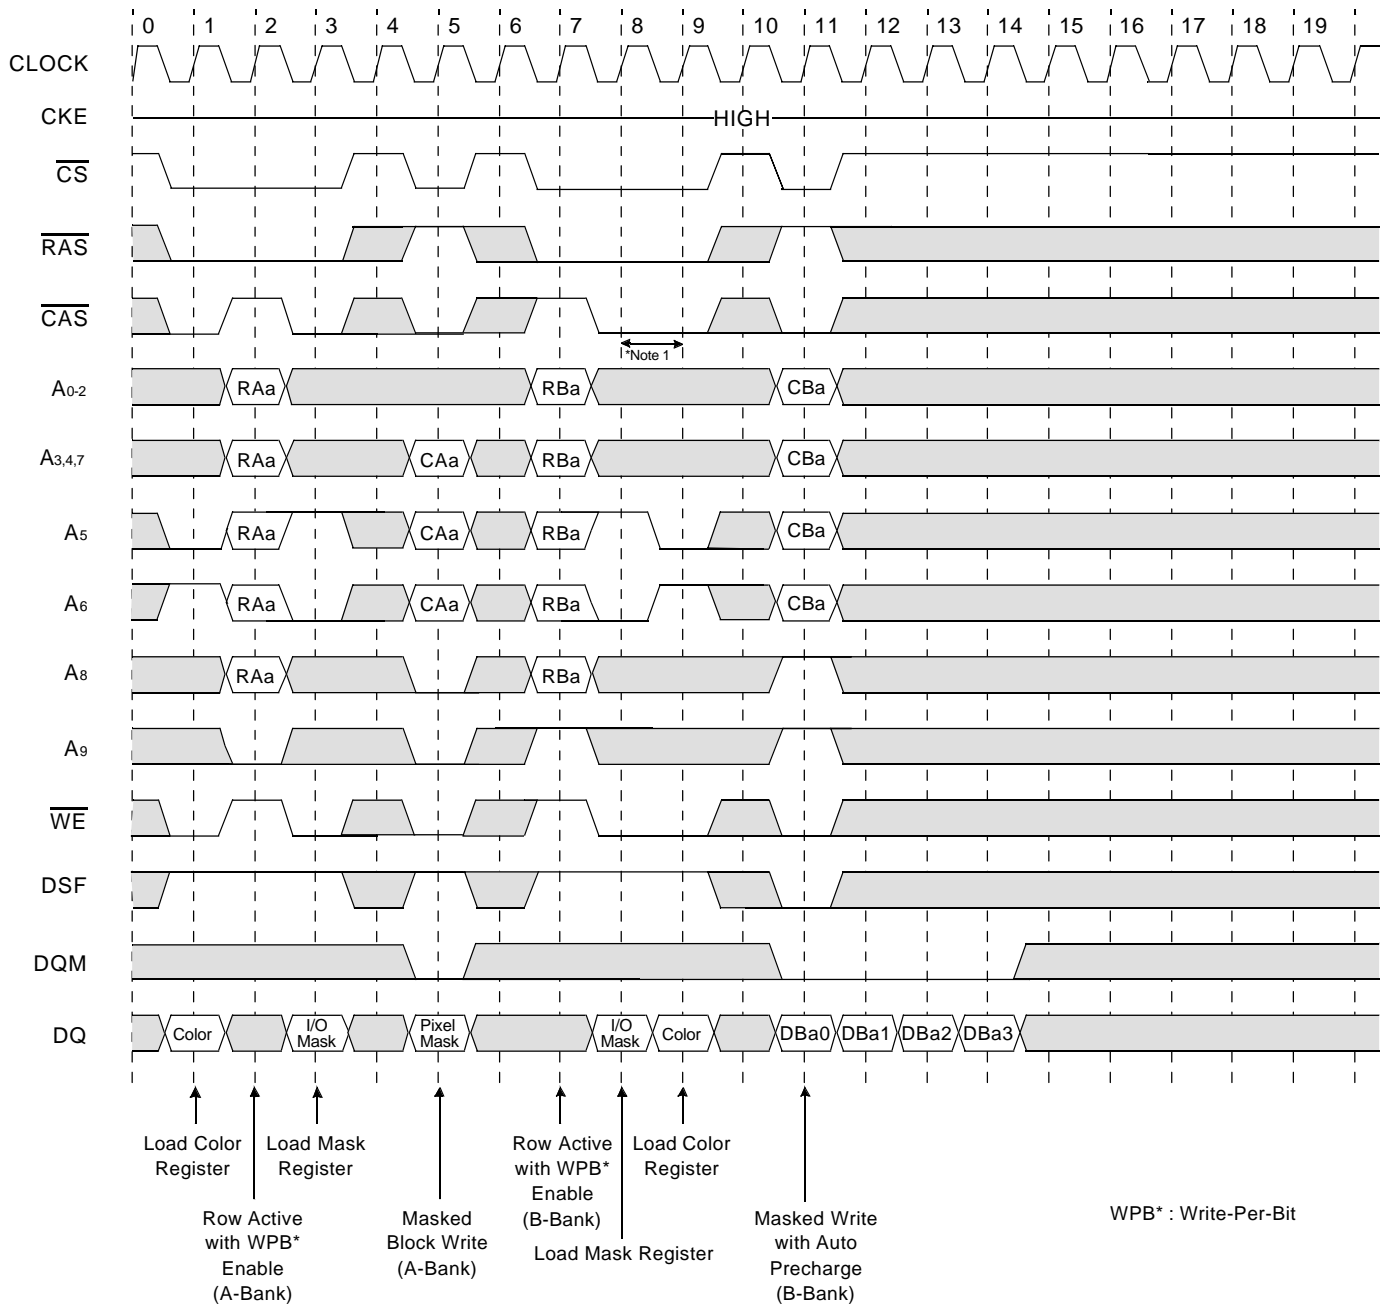 0 1 2 3 4 5 6 7 8 9 10 11 12 13 14 15 16 17 18 19
CLOCK
CKE
HIGH
CS
RAS
CAS
*Note 1
A0-2
RAa RBa CBa
A3,4,7
RAa CAa RBa CBa
A5
RAa CAa RBa CBa
A6
RAa CAa RBa CBa
A8
RAa RBa
A9
WE
DSF
DQM
DQ
Color
I/O
Mask
Pixel
Mask
I/O
Mask
Color
DBa0 DBa1 DBa2 DBa3
Load Color
Register
Load Mask
Register
Row Active
with WPB*
Enable
(B-Bank)
Load Color
Register
Row Active
with WPB*
Enable
(A-Bank)
Masked
Block Write
(A-Bank)
Load Mask Register
Masked Write
with Auto
Precharge
(B-Bank)
WPB* : Write-Per-Bit